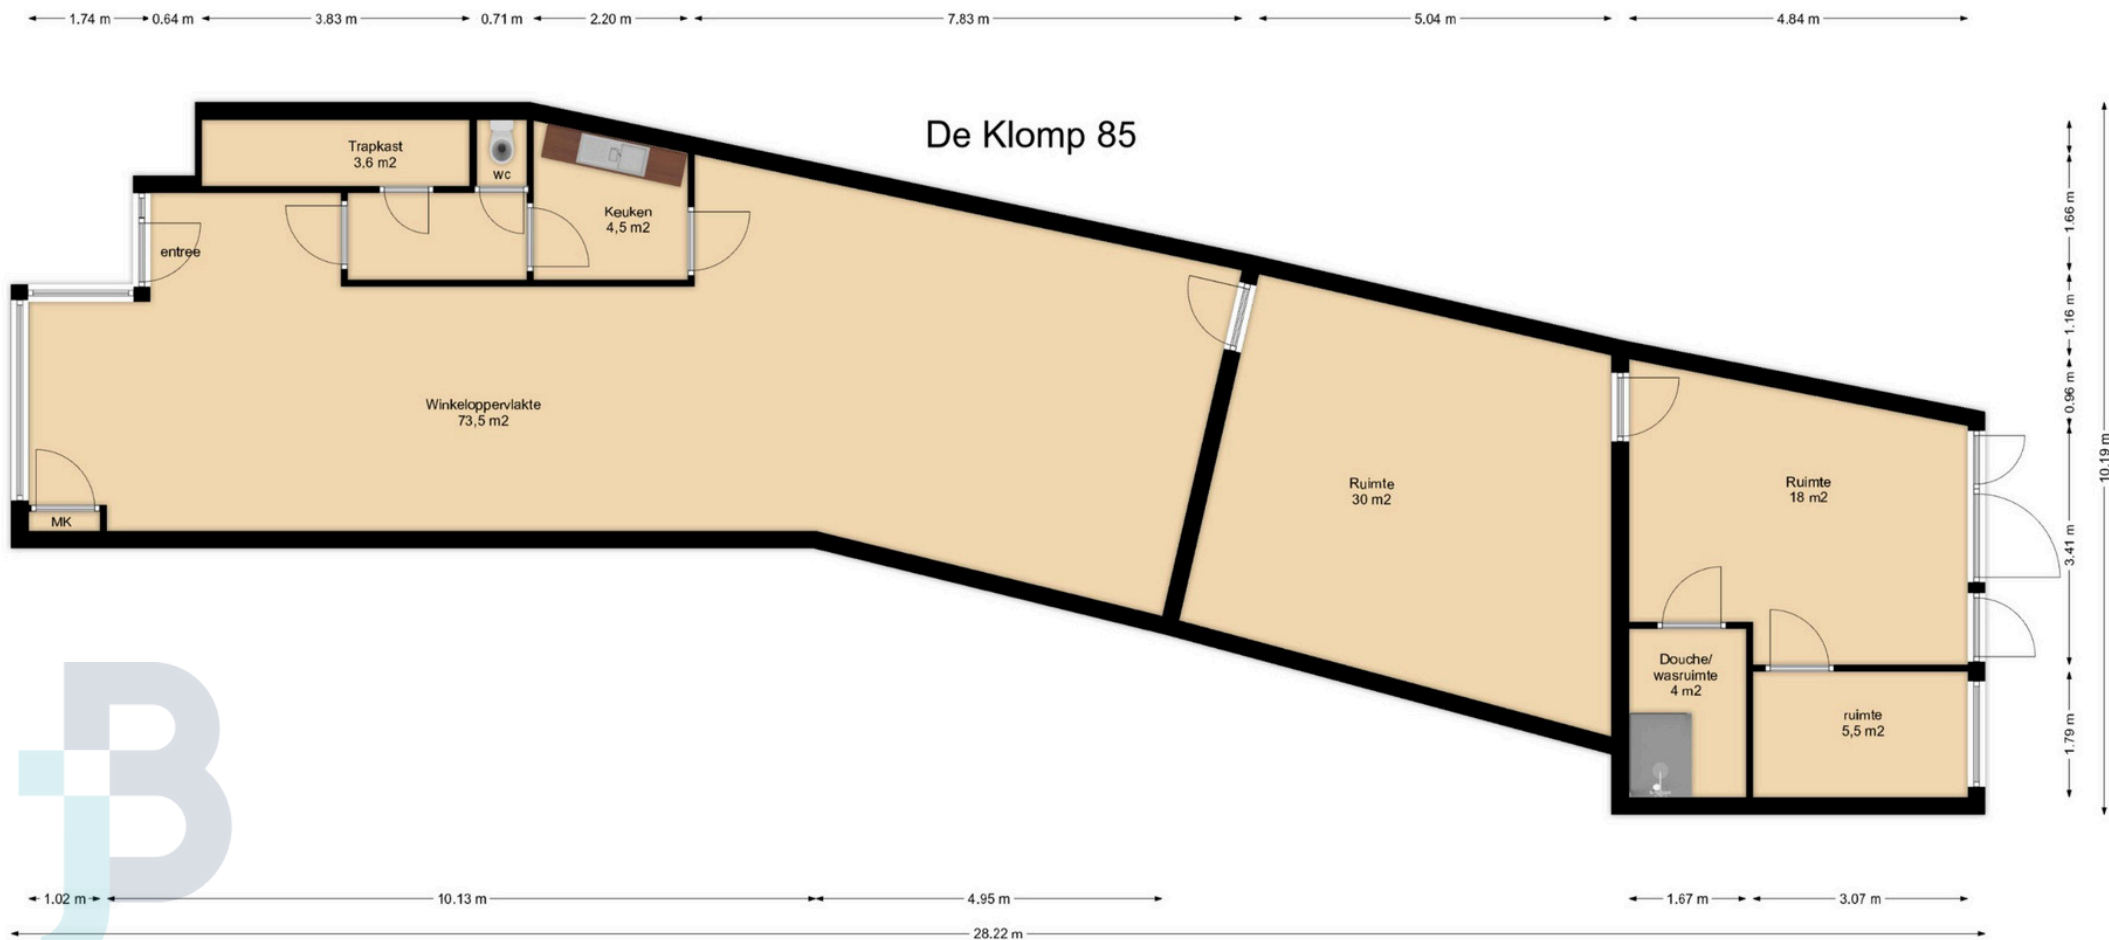 1.74 m
0.64 m
3.83 m
0.71 m
2.20 m
7.83 m
5.04 m
4.84 m
De Klomp 85
Trapkast
3,6 m2
wc
Keuken
4,5 m2
entree
Winkeloppervlakte
73,5 m2
MK
Ruimte
30 m2
Ruimte
18 m2
Douche/
wasruimte
4 m2
ruimte
5,5 m2
1.66 m
1.16 m
0.96 m
3.41 m
1.79 m
10.19 m
jB
1.02 m
10.13 m
4.95 m
1.67 m
3.07 m
28.22 m